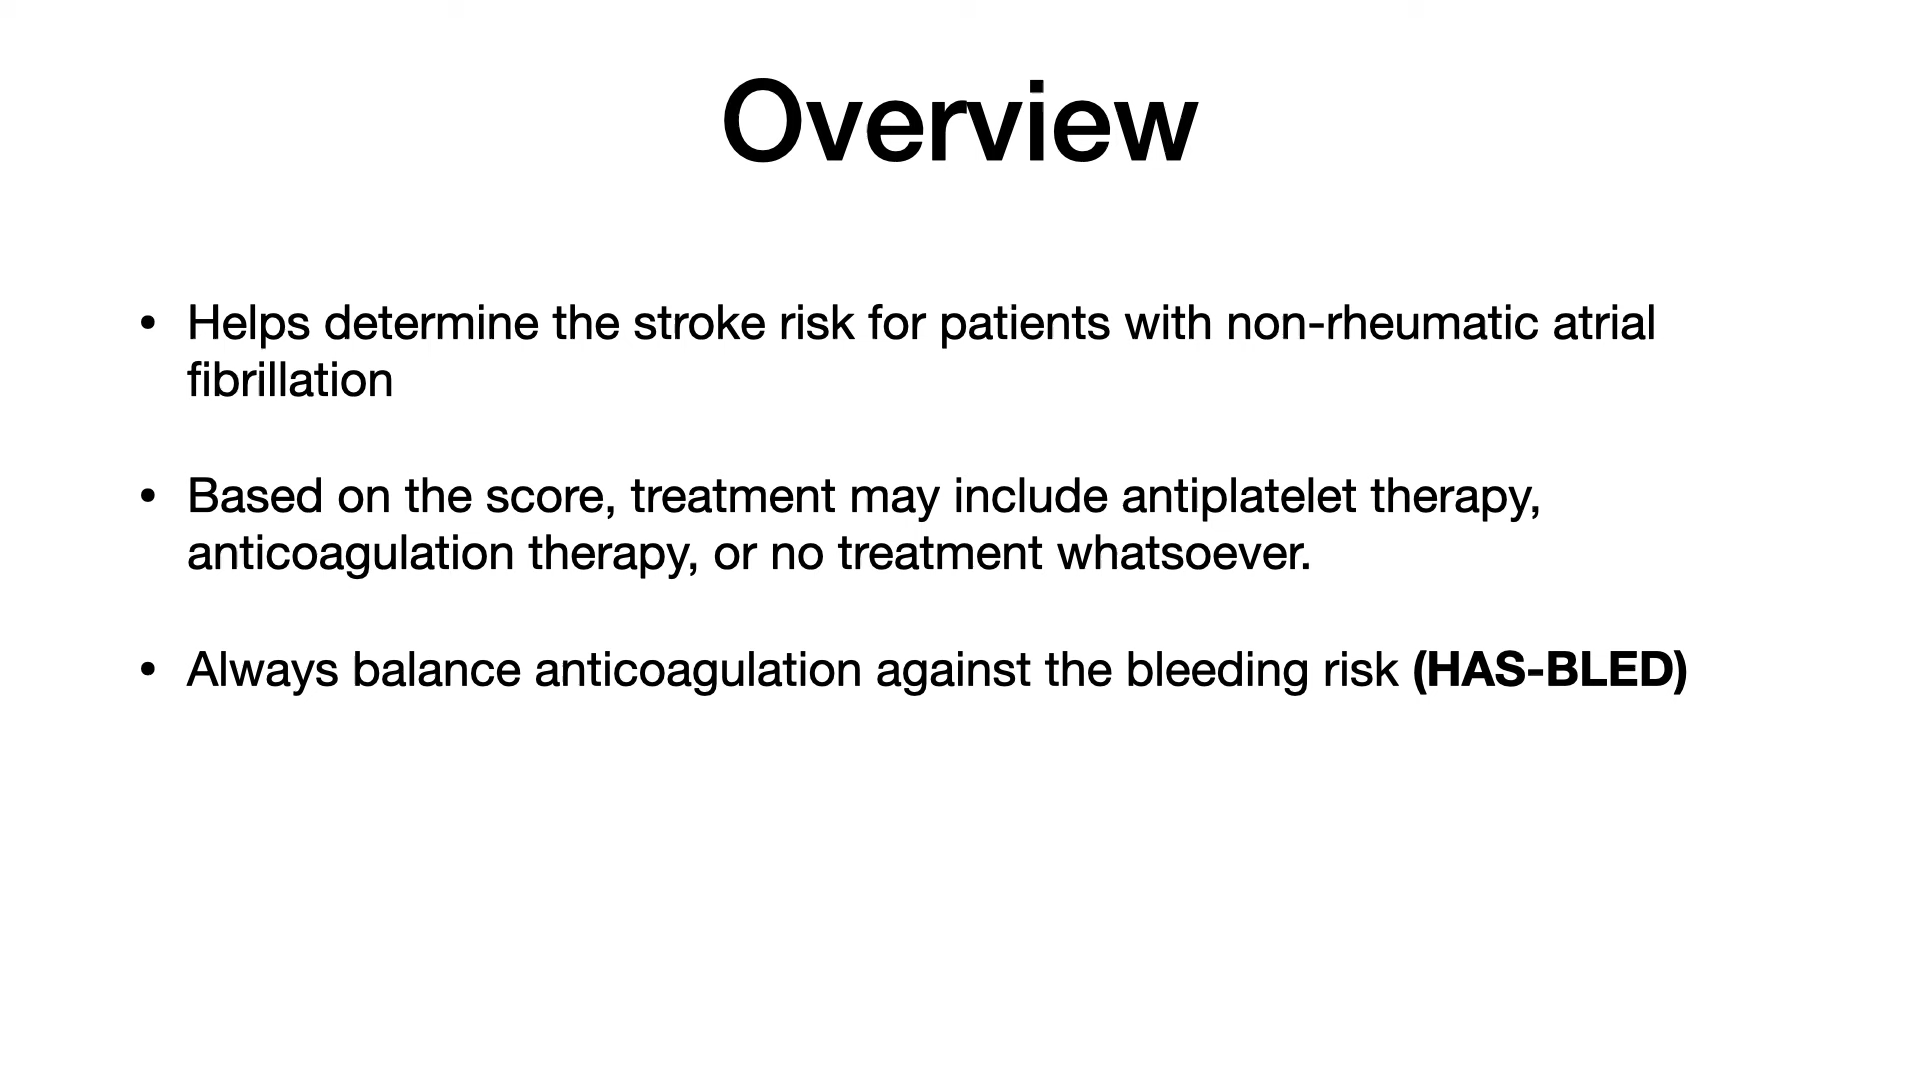 Overview
• Helps determine the stroke risk for patients with non-rheumatic atrial
fibrillation
• Based on the score, treatment may include antiplatelet therapy,
anticoagulation therapy, or no treatment whatsoever.
• Always balance anticoagulation against the bleeding risk (HAS-BLED)